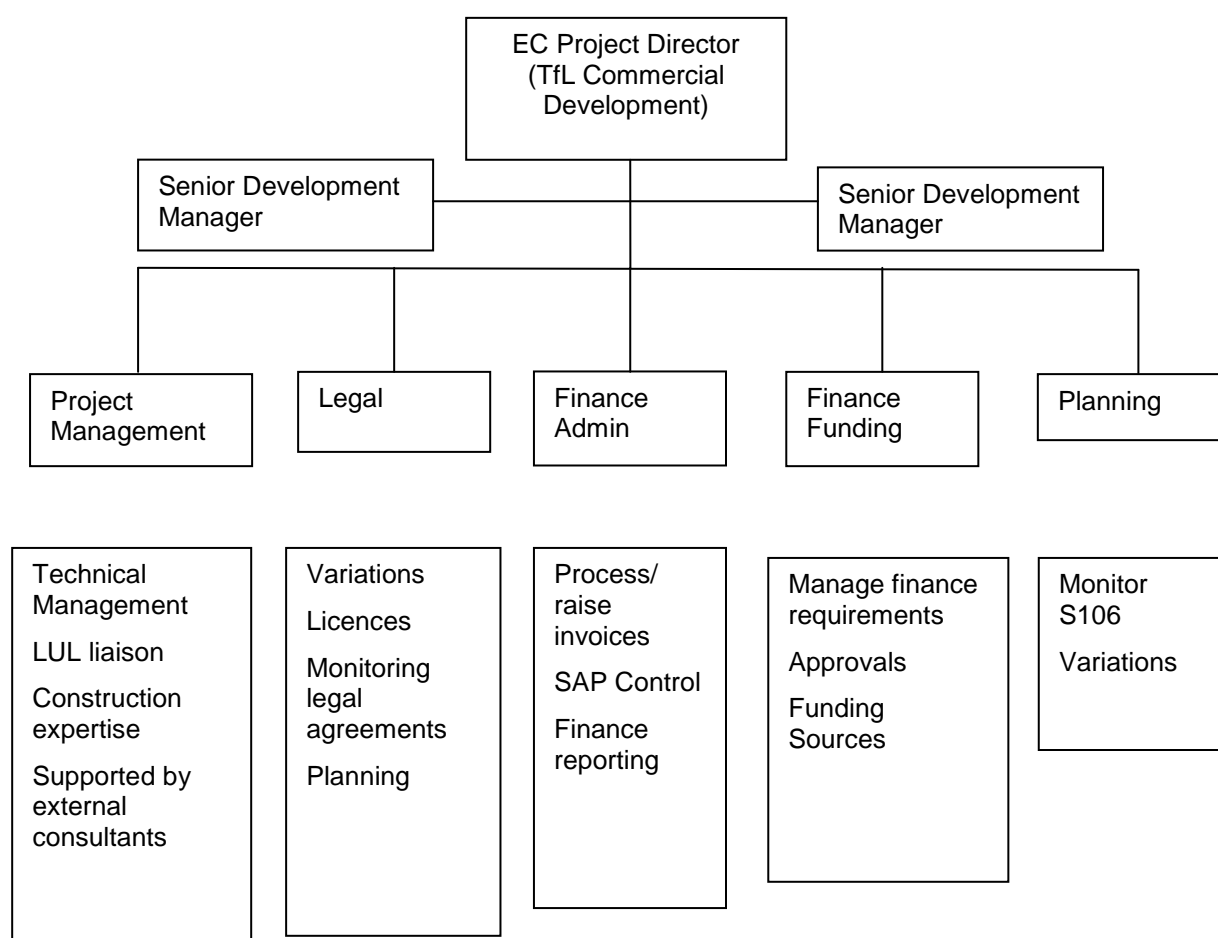 EC Project Director
(TfL Commercial
Development)
Senior Development
Manager
Senior Development
Manager
Project
Management
Legal
Finance
Admin
Finance
Funding
Planning
Technical
Management
LUL liaison
Construction
expertise
Supported by
external
consultants
Variations
Licences
Monitoring
legal
agreements
Planning
Process/
raise
invoices
SAP Control
Finance
reporting
Manage finance
requirements
Approvals
Funding
Sources
Monitor
S106
Variations